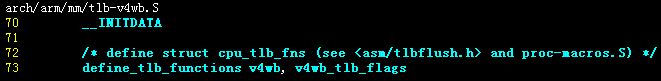 arch/arm/mm/tlb-v4wb.S
70 __INITDATA
71
72 /* define struct cpu_tlb_fns (see <asm/tlbflush.h> and proc-macros.S) */
73 define_tlb_functions v4wb, v4wb_tlb_flags